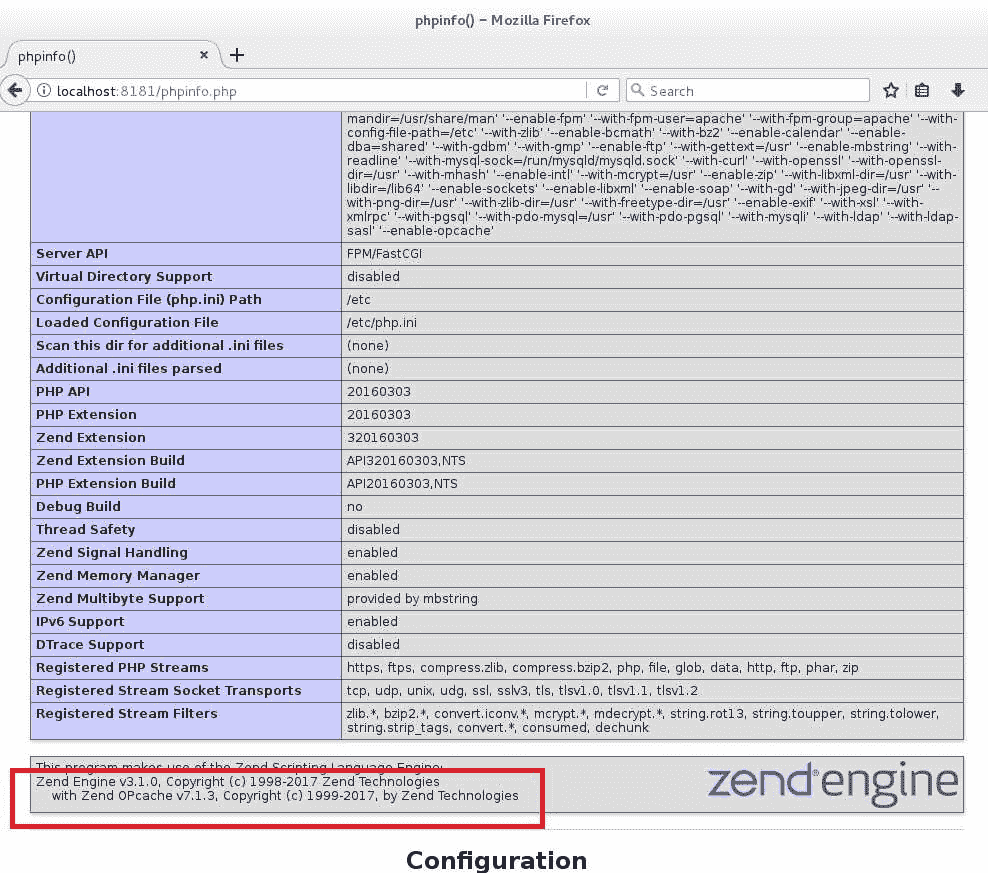 phpinfo() – Mozilla Firefox
phpinfo()
localhost:8181/phpinfo.php
Search
mandir=/usr/share/man' '--enable-fpm' '--with-fpm-user=apache' '--with-fpm-group=apache' '--with-
config-file-path=/etc' '--with-zlib' '--enable-bcmath' '--with-bz2' '--enable-calendar' '--enable-
dba=shared' '--with-gdbm' '--with-gmp' '--enable-ftp' '--with-gettext=/usr' '--enable-mbstring' '--with-
readline' '--with-mysql-sock=/run/mysqld/mysqld.sock' '--with-curl' '--with-openssl' '--with-openssl-
dir=/usr' '--with-mhash' '--enable-intl' '--with-mcrypt=/usr' '--enable-zip' '--with-libxml-dir=/usr' '--with-
libdir=/lib64' '--enable-sockets' '--enable-libxml' '--enable-soap' '--with-gd' '--with-jpeg-dir=/usr' '--
with-png-dir=/usr' '--with-zlib-dir=/usr' '--with-freetype-dir=/usr' '--enable-exif' '--with-xsl' '--with-
xmlrpc' '--with-pgsql' '--with-pdo-mysql=/usr' '--with-pdo-pgsql' '--with-mysqli' '--with-ldap' '--with-ldap-
sasl' '--enable-opcache'
Server API FPM/FastCGI
Virtual Directory Support disabled
Configuration File (php.ini) Path /etc
Loaded Configuration File /etc/php.ini
Scan this dir for additional .ini files (none)
Additional .ini files parsed (none)
PHP API 20160303
PHP Extension 20160303
Zend Extension 320160303
Zend Extension Build API320160303,NTS
PHP Extension Build API20160303,NTS
Debug Build no
Thread Safety disabled
Zend Signal Handling enabled
Zend Memory Manager enabled
Zend Multibyte Support provided by mbstring
IPv6 Support enabled
DTrace Support disabled
Registered PHP Streams https, ftps, compress.zlib, compress.bzip2, php, file, glob, data, http, ftp, phar, zip
Registered Stream Socket Transports tcp, udp, unix, udg, ssl, sslv3, tls, tlsv1.0, tlsv1.1, tlsv1.2
Registered Stream Filters zlib.*, bzip2.*, convert.iconv.*, mcrypt.*, mdecrypt.*, string.rot13, string.toupper, string.tolower,
string.strip_tags, convert.*, consumed, dechunk
This program makes use of the Zend Scripting Language Engine:
Zend Engine v3.1.0, Copyright (c) 1998-2017 Zend Technologies
with Zend OPcache v7.1.3, Copyright (c) 1999-2017, by Zend Technologies
zend®engine
Configuration